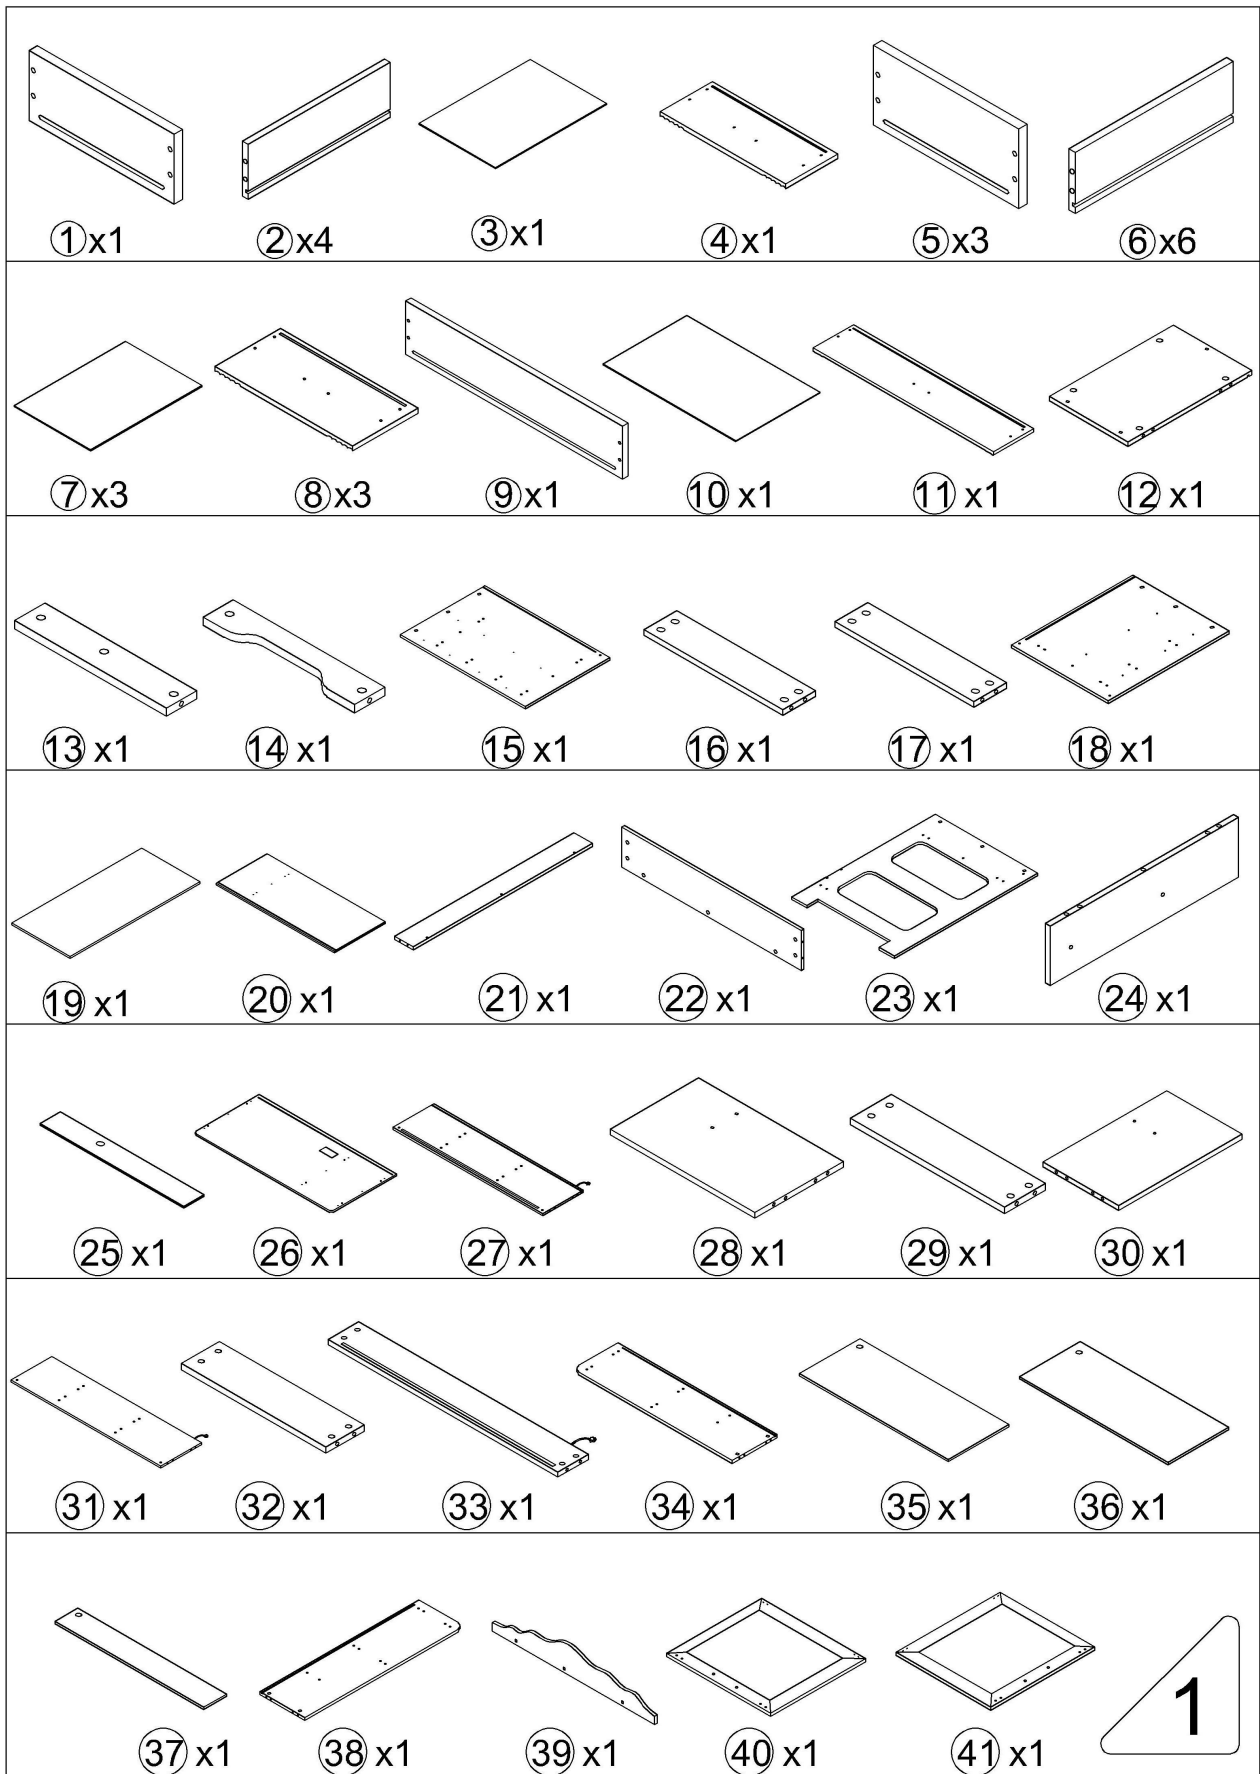 ①x1 ②x4 ③x1 ④x1 ⑤x3 ⑥x6
⑦x3 ⑧x3 ⑨x1 ⑩x1 ⑪x1 ⑫x1
⑬x1 ⑭x1 ⑮x1 ⑯x1 ⑰x1 ⑱x1
⑲x1 ⑳x1 ㉑x1 ㉒x1 ㉓x1 ㉔x1
㉕x1 ㉖x1 ㉗x1 ㉘x1 ㉙x1 ㉚x1
㉛x1 ㉜x1 ㉝x1 ㉞x1 ㉟x1 ㊱x1
㊲x1 ㊳x1 ㊴x1 ㊵x1 ㊶x1
1